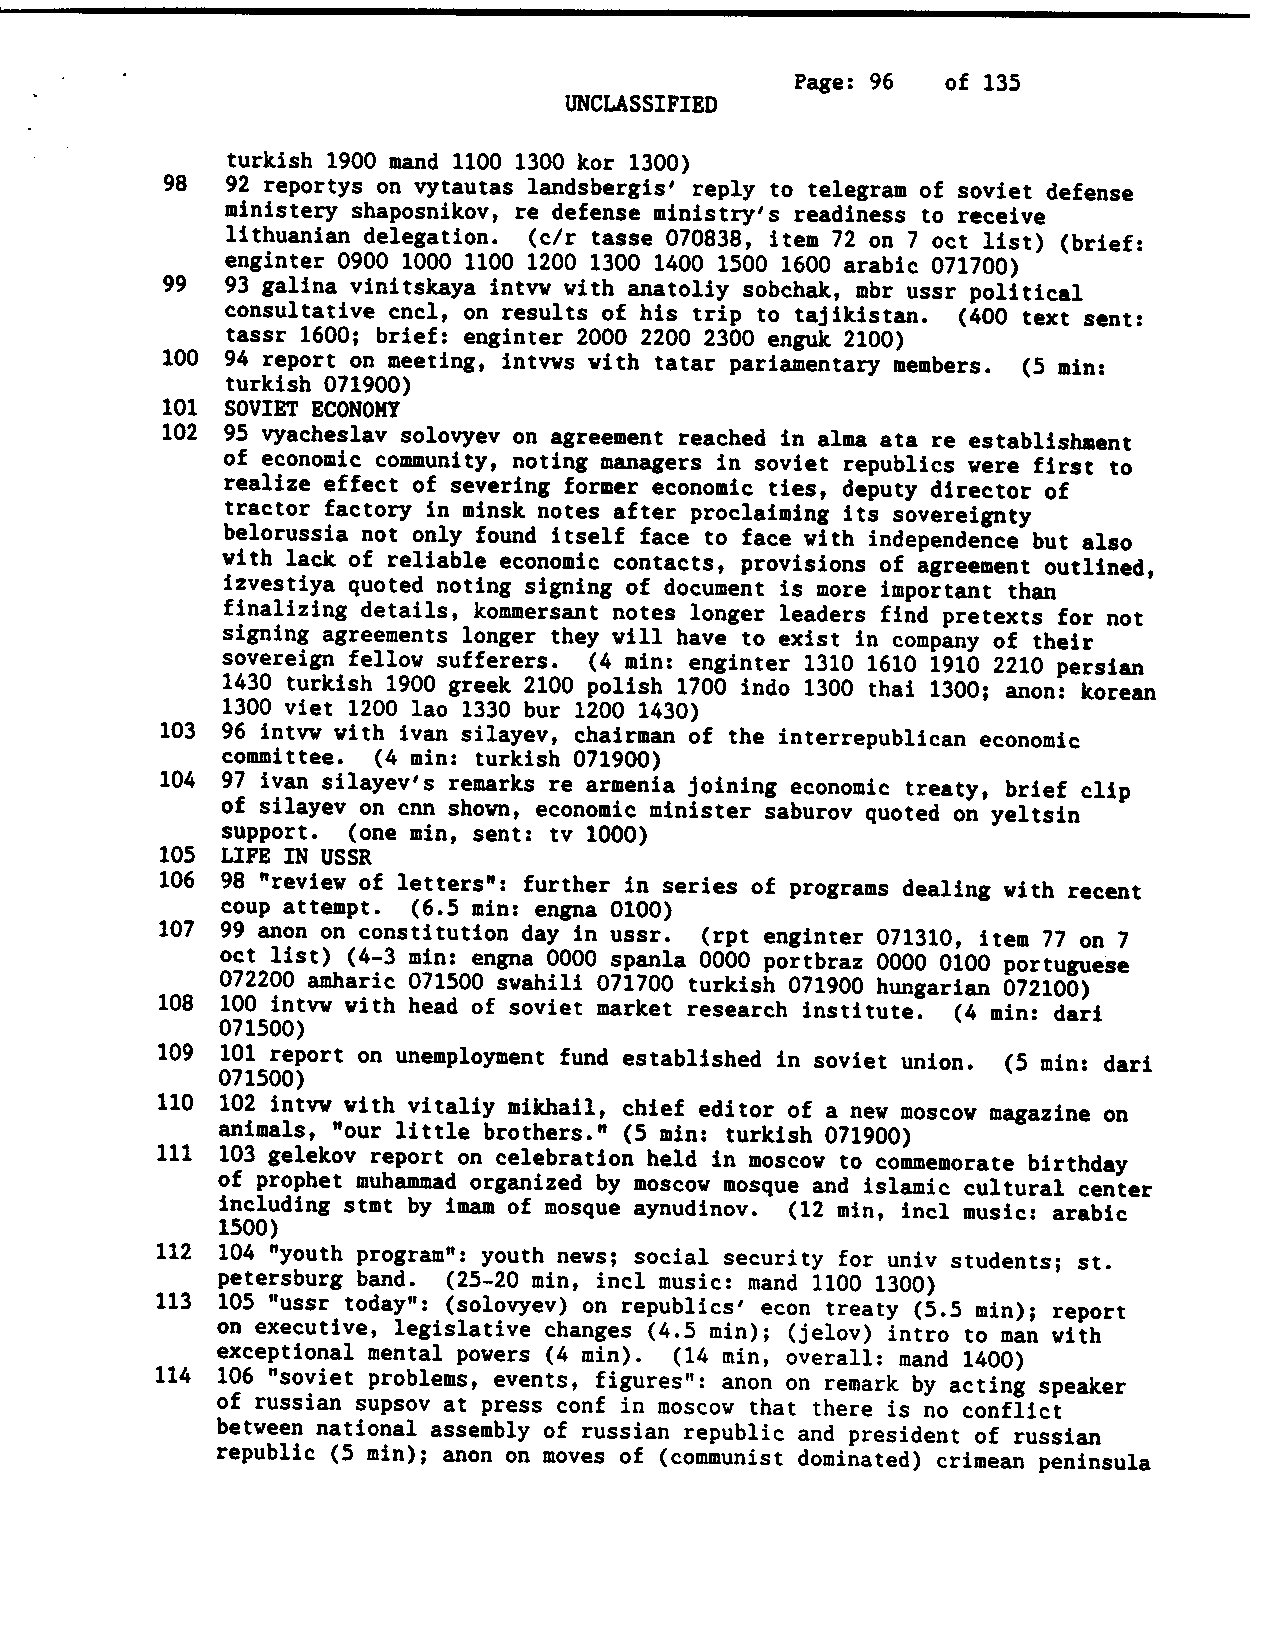 Page: 96 of 135
UNCLASSIFIED
turkish 1900 mand 1100 1300 kor 1300)
98 92 reportys on vytautas landsbergis' reply to telegram of soviet defense
ministery shaposnikov, re defense ministry's readiness to receive
lithuanian delegation. (c/r tasse 070838, item 72 on 7 oct list) (brief:
enginter 0900 1000 1100 1200 1300 1400 1500 1600 arabic 071700)
99 93 galina vinitskaya intvw with anatoliy sobchak, mbr ussr political
consultative cncl, on results of his trip to tajikistan. (400 text sent:
tassr 1600; brief: enginter 2000 2200 2300 enguk 2100)
100 94 report on meeting, intvws with tatar pariamentary members. (5 min:
turkish 071900)
101 SOVIET ECONOMY
102 95 vyacheslav solovyev on agreement reached in alma ata re establishment
of economic community, noting managers in soviet republics were first to
realize effect of severing former economic ties, deputy director of
tractor factory in minsk notes after proclaiming its sovereignty
belorussia not only found itself face to face with independence but also
with lack of reliable economic contacts, provisions of agreement outlined,
izvestiya quoted noting signing of document is more important than
finalizing details, kommersant notes longer leaders find pretexts for not
signing agreements longer they will have to exist in company of their
sovereign fellow sufferers. (4 min: enginter 1310 1610 1910 2210 persian
1430 turkish 1900 greek 2100 polish 1700 indo 1300 thai 1300; anon: korean
1300 viet 1200 lao 1330 bur 1200 1430)
103 96 intvw with ivan silayev, chairman of the interrepublican economic
committee. (4 min: turkish 071900)
104 97 ivan silayev's remarks re armenia joining economic treaty, brief clip
of silayev on cnn shown, economic minister saburov quoted on yeltsin
support. (one min, sent: tv 1000)
105 LIFE IN USSR
106 98 "review of letters": further in series of programs dealing with recent
coup attempt. (6.5 min: engna 0100)
107 99 anon on constitution day in ussr. (rpt enginter 071310, item 77 on 7
oct list) (4-3 min: engna 0000 spanla 0000 portbraz 0000 0100 portuguese
072200 amharic 071500 swahili 071700 turkish 071900 hungarian 072100)
108 100 intvw with head of soviet market research institute. (4 min: dari
071500)
109 101 report on unemployment fund established in soviet union. (5 min: dari
071500)
110 102 intvw with vitaliy mikhail, chief editor of a new moscow magazine on
animals, "our little brothers." (5 min: turkish 071900)
111 103 gelekov report on celebration held in moscow to commemorate birthday
of prophet muhammad organized by moscow mosque and islamic cultural center
including stmt by imam of mosque aynudinov. (12 min, incl music: arabic
1500)
112 104 "youth program": youth news; social security for univ students; st.
petersburg band. (25-20 min, incl music: mand 1100 1300)
113 105 "ussr today": (solovyev) on republics' econ treaty (5.5 min); report
on executive, legislative changes (4.5 min); (jelov) intro to man with
exceptional mental powers (4 min). (14 min, overall: mand 1400)
114 106 "soviet problems, events, figures": anon on remark by acting speaker
of russian supsov at press conf in moscow that there is no conflict
between national assembly of russian republic and president of russian
republic (5 min); anon on moves of (communist dominated) crimean peninsula